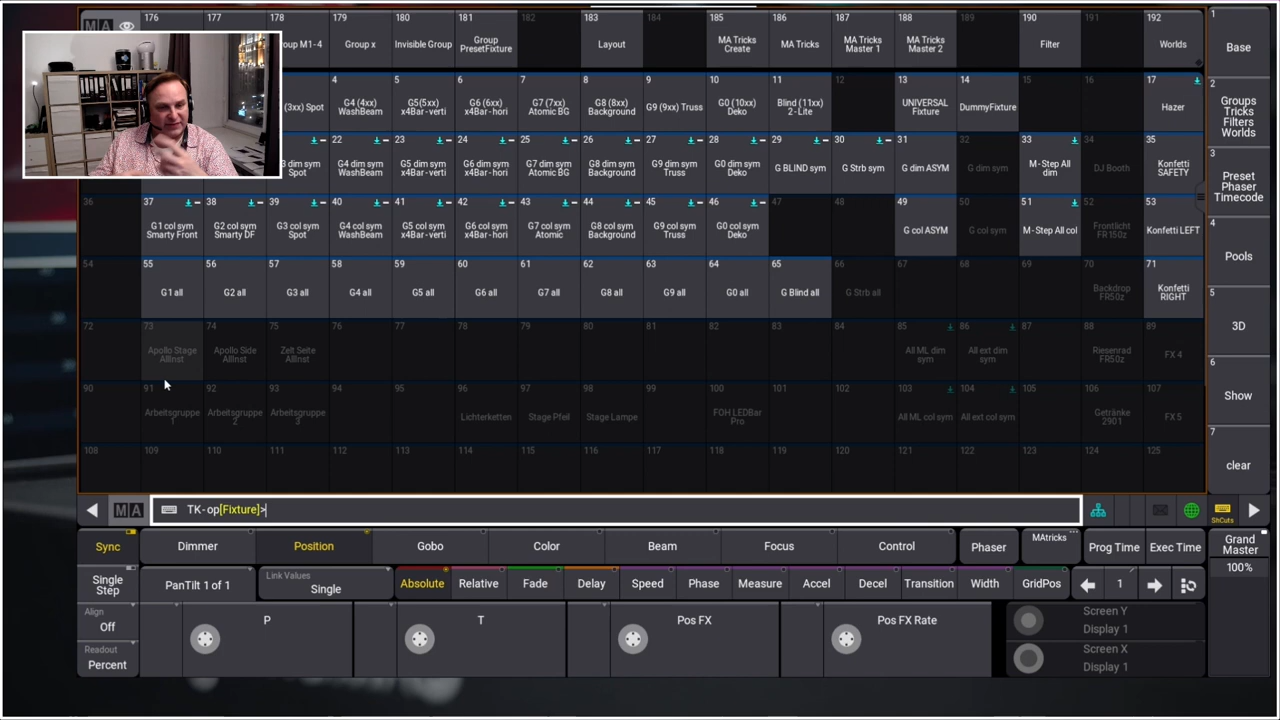 176 177 178 179 180 181 182 183 184 185 186 187 188 189 190 191 192
MA
oup M1-4
Group x
Invisible Group
Group
PresetFixture
Layout
MA Tricks
Create
MA Tricks
MA Tricks
Master 1
MA Tricks
Master 2
Filter
Worlds
4 5 6 7 8 9 10 11 12 13 14 15 16 17
(3xx) Spot
G4 (4xx)
WashBeam
G5(5xx)
x4Bar-verti
G6 (6xx)
x4Bar-hori
G7 (7xx)
Atomic BG
G8 (8xx)
Background
G9 (9xx) Truss
G0 (10xx)
Deko
Blind (11xx)
2-Lite
UNIVERSAL
Fixture
DummyFixture
Hazer
22 23 24 25 26 27 28 29 30 31 32 33 34 35
3 dim sym
Spot
G4 dim sym
WashBeam
G5 dim sym
x4Bar-verti
G6 dim sym
x4Bar-hori
G7 dim sym
Atomic BG
G8 dim sym
Background
G9 dim sym
Truss
G0 dim sym
Deko
G BLIND sym
G Strb sym
G dim ASYM
G dim sym
M-Step All
dim
DJ Booth
Konfetti
SAFETY
36 37 38 39 40 41 42 43 44 45 46 47 48 49 50 51 52 53
G1 col sym
Smarty Front
G2 col sym
Smarty DF
G3 col sym
Spot
G4 col sym
WashBeam
G5 col sym
x4Bar-verti
G6 col sym
x4Bar-hori
G7 col sym
Atomic
G8 col sym
Background
G9 col sym
Truss
G0 col sym
Deko
G col ASYM
G col sym
M-Step All col
Frontlicht
FR150z
Konfetti LEFT
54 55 56 57 58 59 60 61 62 63 64 65 66 67 68 69 70 71
G1 all
G2 all
G3 all
G4 all
G5 all
G6 all
G7 all
G8 all
G9 all
G0 all
G Blind all
G Strb all
Backdrop
FR50z
Konfetti
RIGHT
72 73 74 75 76 77 78 79 80 81 82 83 84 85 86 87 88 89
Apollo Stage
AllInst
Apollo Side
AllInst
Zelt Seite
AllInst
All ML dim
sym
All ext dim
sym
Riesenrad
FR50z
FX 4
90 91 92 93 94 95 96 97 98 99 100 101 102 103 104 105 106 107
Arbeitsgruppe
1
Arbeitsgruppe
2
Arbeitsgruppe
3
Lichterketten
Stage Pfeil
Stage Lampe
FOH LEDBar
Pro
All ML col sym
All ext col sym
Getränke
2901
FX 5
108 109 110 111 112 113 114 115 116 117 118 119 120 121 122 123 124 125
1
Base
2
Groups
Tricks
Filters
Worlds
3
Preset
Phaser
Timecode
4
Pools
5
3D
6
Show
7
clear
MA
TK-op[Fixture]>
ShCuts
Sync
Dimmer
Position
Gobo
Color
Beam
Focus
Control
Phaser
MAtricks
Prog Time
Exec Time
Grand
Master
100%
Single
Step
PanTilt 1 of 1
Link Values
Single
Absolute
Relative
Fade
Delay
Speed
Phase
Measure
Accel
Decel
Transition
Width
GridPos
1
Align
Off
Readout
Percent
P
T
Pos FX
Pos FX Rate
Screen Y
Display 1
Screen X
Display 1